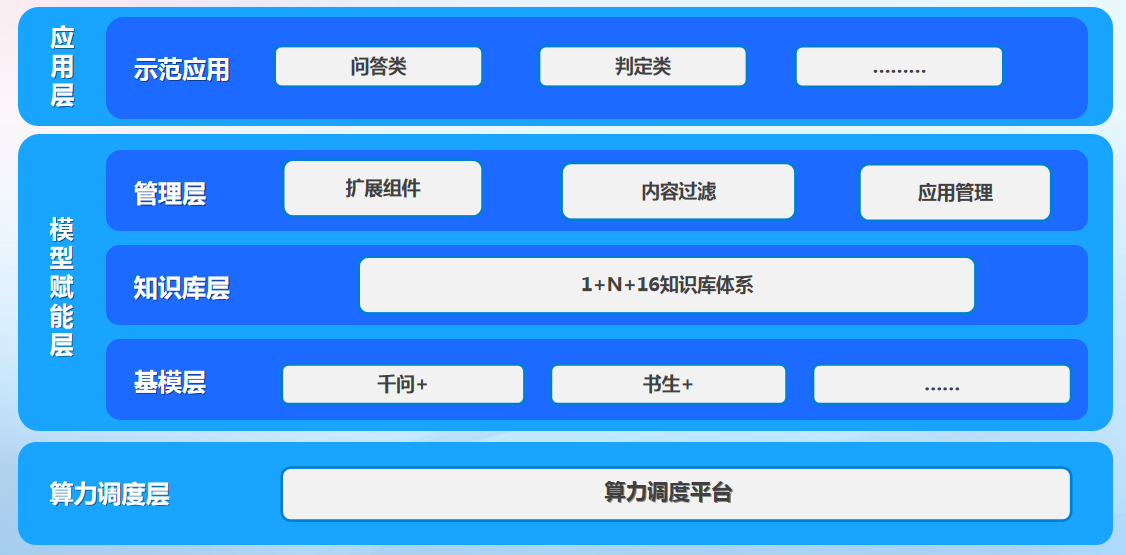 应用层
示范应用
问答类
判定类
.........
模型赋能层
管理层
扩展组件
内容过滤
应用管理
知识库层
1+N+16知识库体系
基模层
千问+
书生+
......
算力调度层
算力调度平台